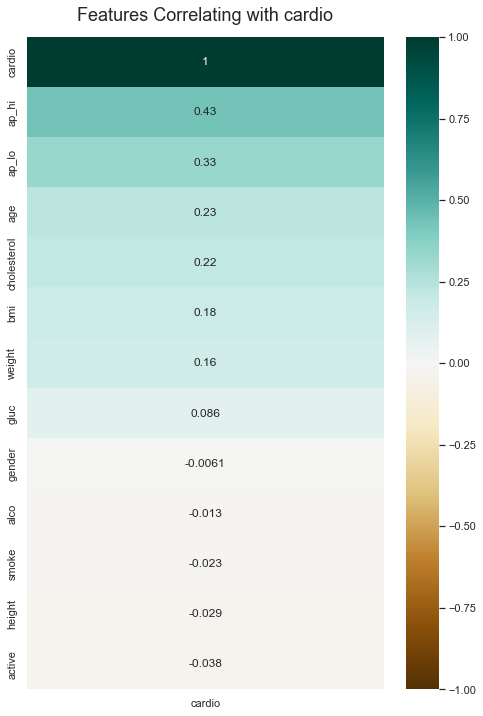 Features Correlating with cardio
cardio 1
ap_hi 0.43
ap_lo 0.33
age 0.23
cholesterol 0.22
bmi 0.18
weight 0.16
gluc 0.086
gender -0.0061
alco -0.013
smoke -0.023
height -0.029
active -0.038
cardio
1.00
0.75
0.50
0.25
0.00
−0.25
−0.50
−0.75
−1.00